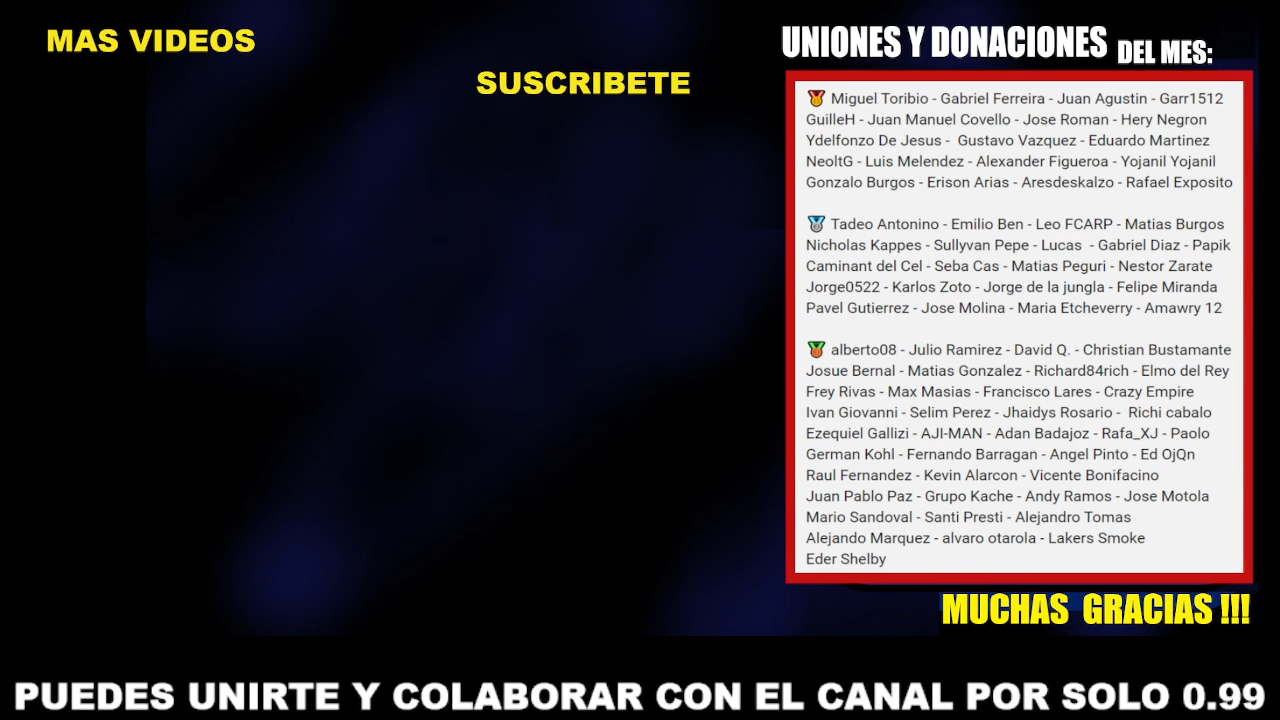 MAS VIDEOS
SUSCRIBETE
UNIONES Y DONACIONES DEL MES:
Miguel Toribio - Gabriel Ferreira - Juan Agustin - Garr1512
GuilleH - Juan Manuel Covello - Jose Roman - Hery Negron
Ydelfonzo De Jesus - Gustavo Vazquez - Eduardo Martinez
NeoltG - Luis Melendez - Alexander Figueroa - Yojanil Yojanil
Gonzalo Burgos - Erison Arias - Aresdeskalzo - Rafael Exposito
Tadeo Antonino - Emilio Ben - Leo FCARP - Matias Burgos
Nicholas Kappes - Sullyvan Pepe - Lucas - Gabriel Diaz - Papik
Caminant del Cel - Seba Cas - Matias Peguri - Nestor Zarate
Jorge0522 - Karlos Zoto - Jorge de la jungla - Felipe Miranda
Pavel Gutierrez - Jose Molina - Maria Etcheverry - Amawry 12
alberto08 - Julio Ramirez - David Q. - Christian Bustamante
Josue Bernal - Matias Gonzalez - Richard84rich - Elmo del Rey
Frey Rivas - Max Masias - Francisco Lares - Crazy Empire
Ivan Giovanni - Selim Perez - Jhaidys Rosario - Richi cabalo
Ezequiel Gallizi - AJI-MAN - Adan Badajoz - Rafa_XJ - Paolo
German Kohl - Fernando Barragan - Angel Pinto - Ed OjQn
Raul Fernandez - Kevin Alarcon - Vicente Bonifacino
Juan Pablo Paz - Grupo Kache - Andy Ramos - Jose Motola
Mario Sandoval - Santi Presti - Alejandro Tomas
Alejando Marquez - alvaro otarola - Lakers Smoke
Eder Shelby
MUCHAS GRACIAS !!!
PUEDES UNIRTE Y COLABORAR CON EL CANAL POR SOLO 0.99